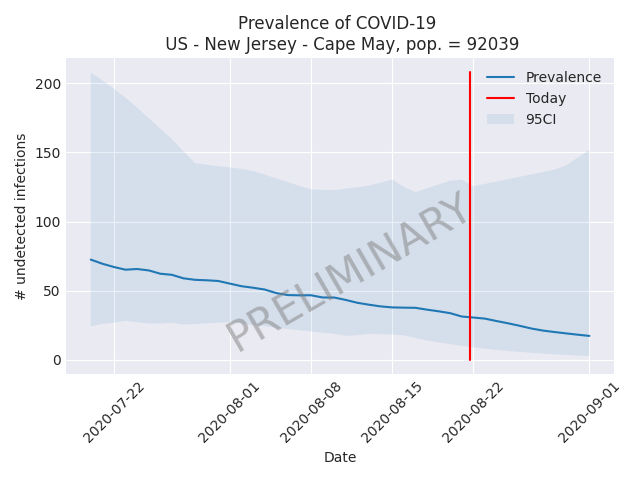 Prevalence of COVID-19
US - New Jersey - Cape May, pop. = 92039
# undetected infections
200
150
100
50
0
Prevalence
Today
95CI
PRELIMINARY
2020-07-22
2020-08-01
2020-08-08
2020-08-15
2020-08-22
2020-09-01
Date